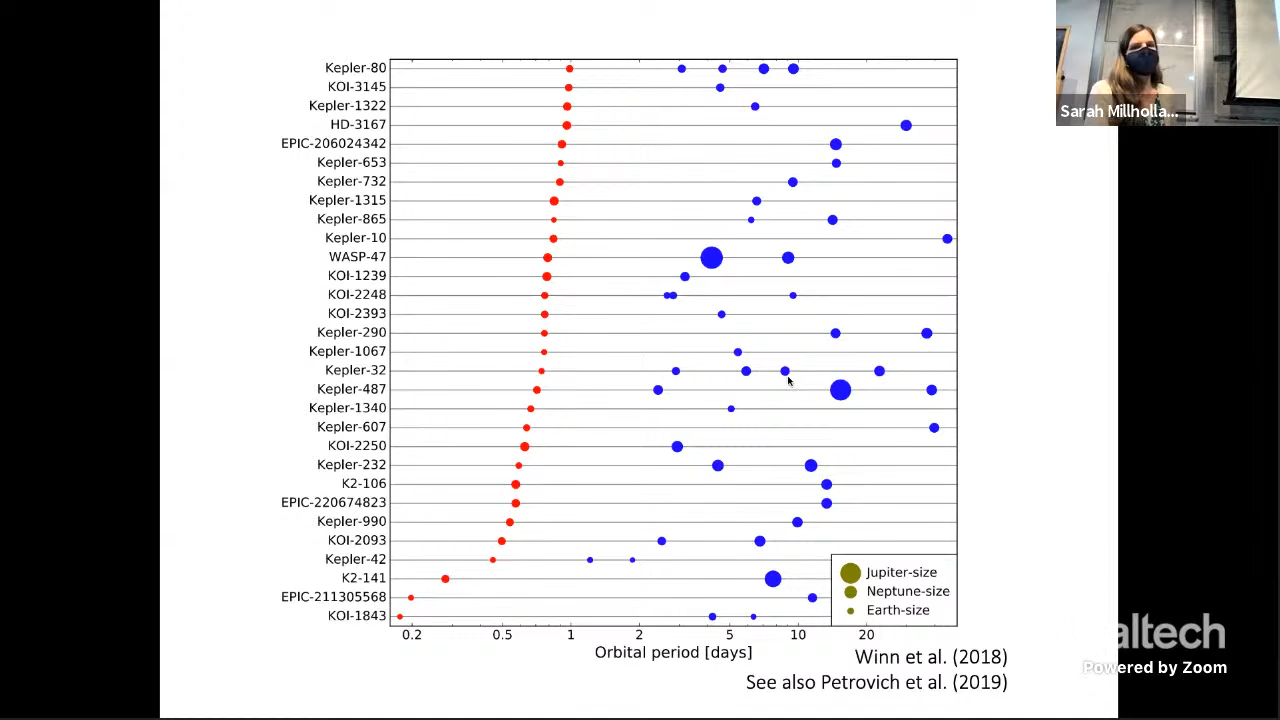 Kepler-80
KOI-3145
Kepler-1322
HD-3167
EPIC-206024342
Kepler-653
Kepler-732
Kepler-1315
Kepler-865
Kepler-10
WASP-47
KOI-1239
KOI-2248
KOI-2393
Kepler-290
Kepler-1067
Kepler-32
Kepler-487
Kepler-1340
Kepler-607
KOI-2250
Kepler-232
K2-106
EPIC-220674823
Kepler-990
KOI-2093
Kepler-42
K2-141
EPIC-211305568
KOI-1843
Jupiter-size
Neptune-size
Earth-size
0.2 0.5 1 2 5 10 20
Orbital period [days]
Winn et al. (2018)
See also Petrovich et al. (2019)
Sarah Millholla...
altech
Powered by Zoom